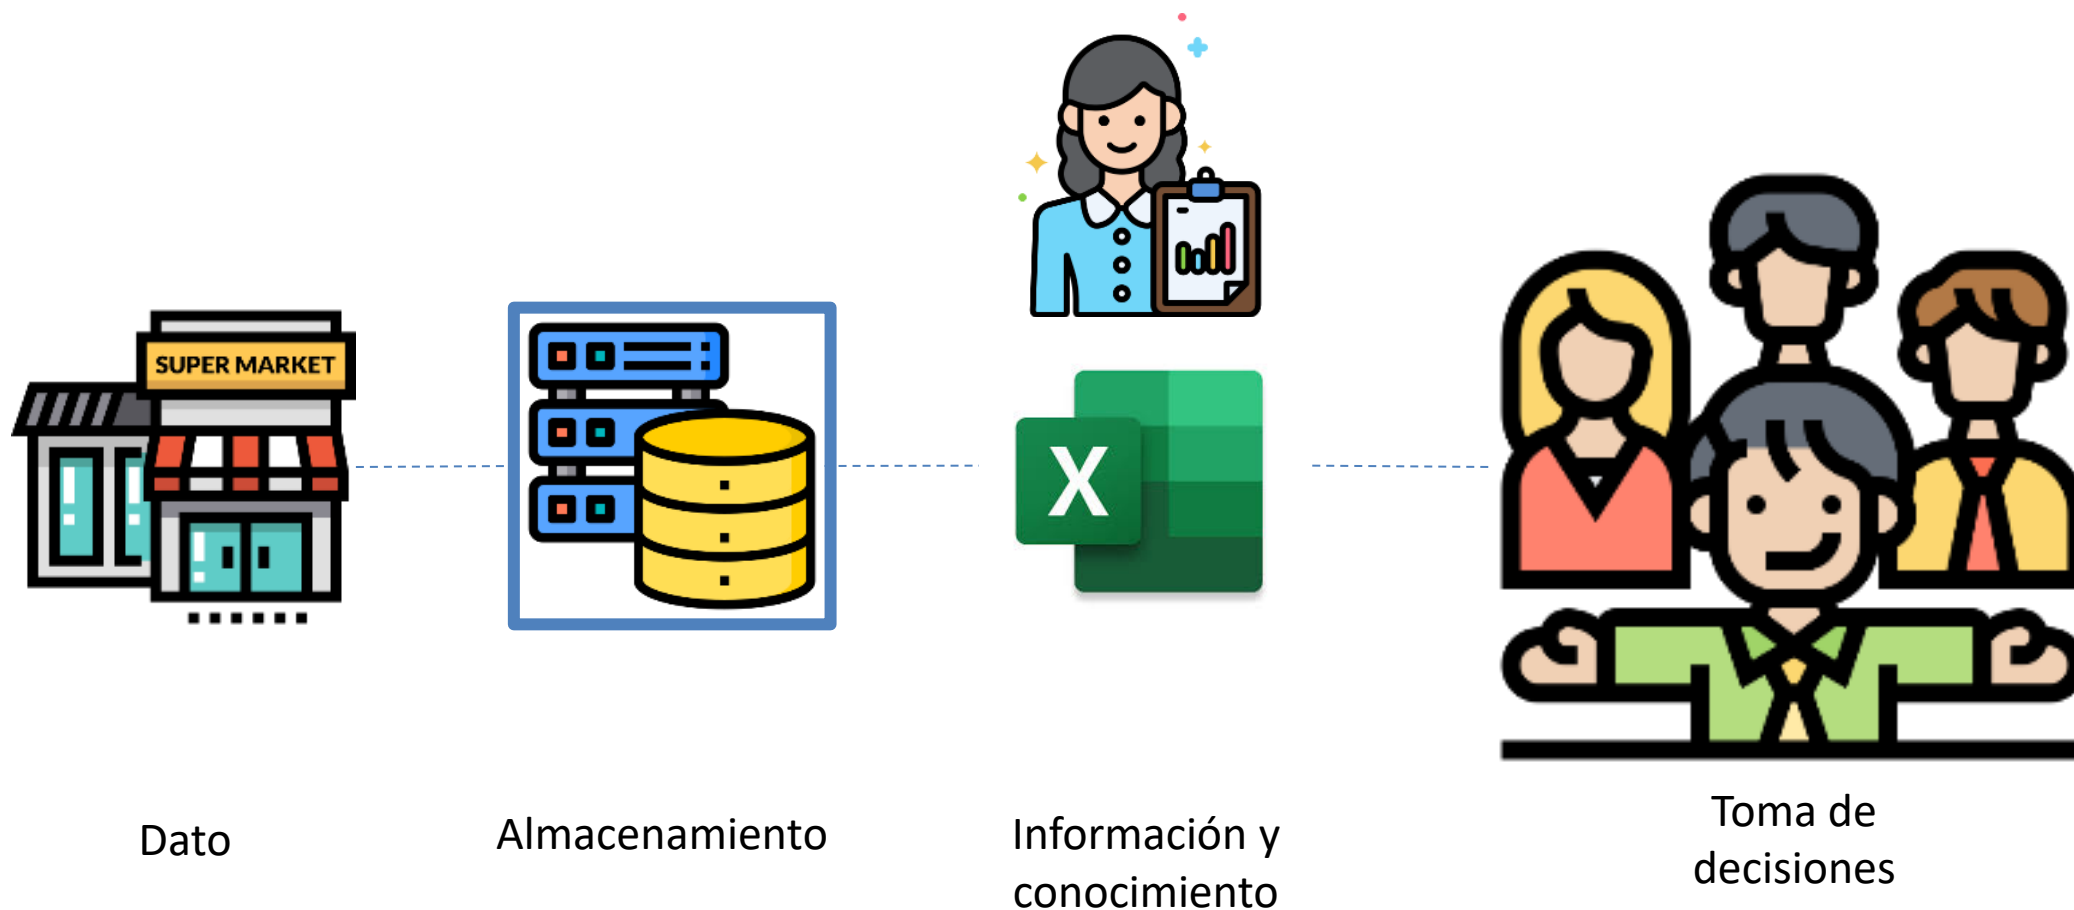 SUPER MARKET
X
Dato
Almacenamiento
Información y
conocimiento
Toma de
decisiones